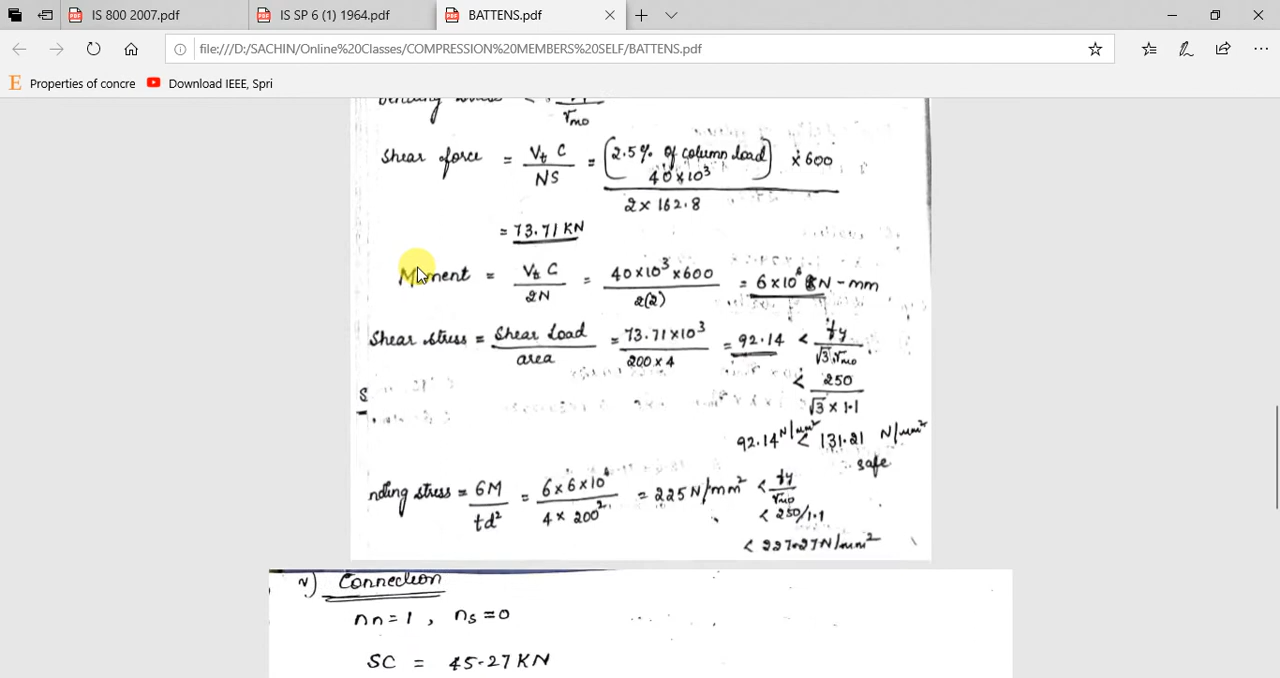 IS 800 2007.pdf
IS SP 6 (1) 1964.pdf
BATTENS.pdf
file:///D:/SACHIN/Online%20Classes/COMPRESSION%20MEMBERS%20SELF/BATTENS.pdf
Properties of concre
Download IEEE, Spri
γmo
Shear force = Vt C / NS = (2.5% of column load) 40×10³ × 600 / 2×162.8
= 73.71 KN
Moment = Vt C / 2N = 40×10³×600 / 2(2) = 6×10⁶ N-mm
Shear stress = Shear load / area = 73.71×10³ / 200×4 = 92.14 < fy / √3.γmo
< 250 / √3 × 1.1
92.14 N/mm² < 131.21 N/mm²
safe
nding stress = 6M / td² = 6×6×10⁶ / 4×200² = 225 N/mm² < fy / γmo
< 250/1.1
< 227.27 N/mm²
v) Connection
nn = 1, ns = 0
SC = 45.27 KN